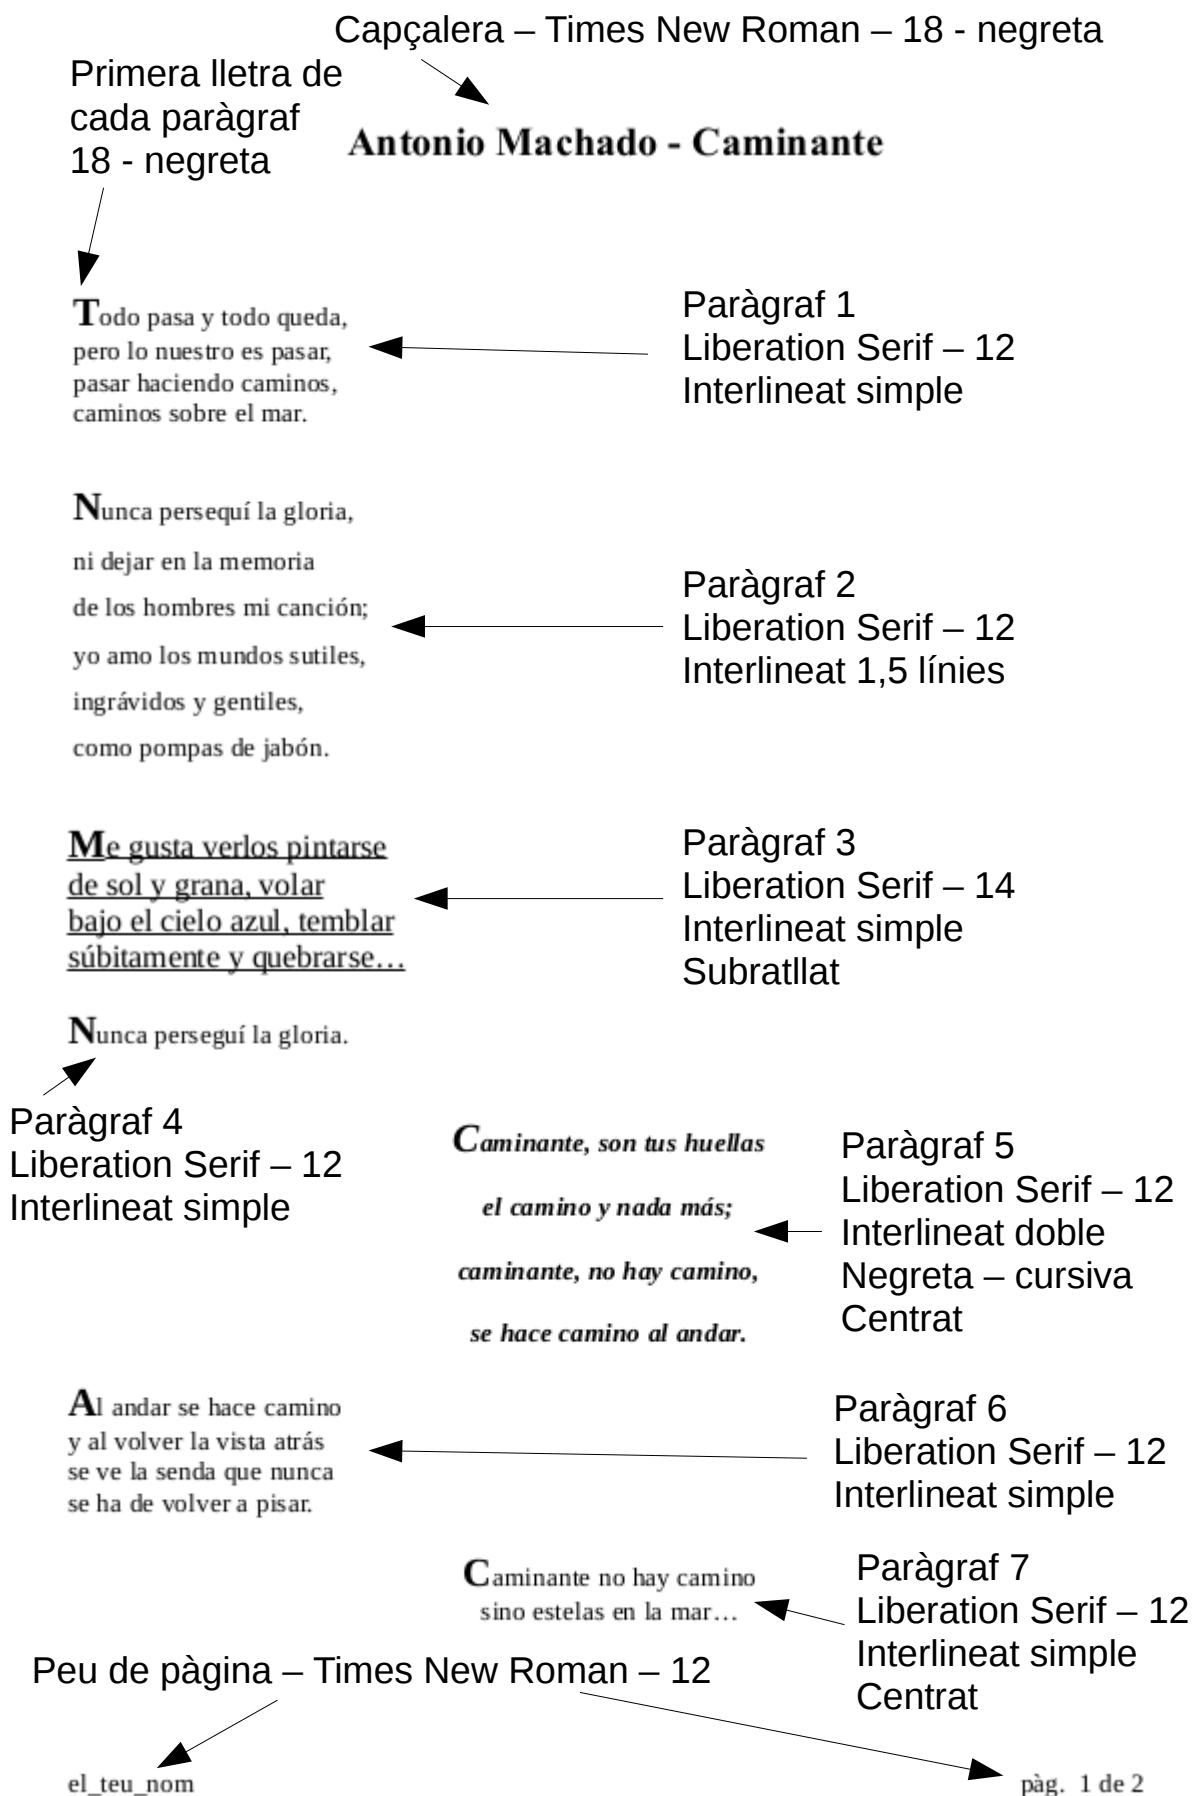 Capçalera – Times New Roman – 18 - negreta
Primera lletra de
cada paràgraf
18 - negreta
Antonio Machado - Caminante
Todo pasa y todo queda,
pero lo nuestro es pasar,
pasar haciendo caminos,
caminos sobre el mar.
Paràgraf 1
Liberation Serif – 12
Interlineat simple
Nunca persequí la gloria,
ni dejar en la memoria
de los hombres mi canción;
yo amo los mundos sutiles,
ingrávidos y gentiles,
como pompas de jabón.
Paràgraf 2
Liberation Serif – 12
Interlineat 1,5 línies
Me gusta verlos pintarse
de sol y grana, volar
bajo el cielo azul, temblar
súbitamente y quebrarse…
Paràgraf 3
Liberation Serif – 14
Interlineat simple
Subratllat
Nunca perseguí la gloria.
Paràgraf 4
Liberation Serif – 12
Interlineat simple
Caminante, son tus huellas
el camino y nada más;
caminante, no hay camino,
se hace camino al andar.
Paràgraf 5
Liberation Serif – 12
Interlineat doble
Negreta – cursiva
Centrat
Al andar se hace camino
y al volver la vista atrás
se ve la senda que nunca
se ha de volver a pisar.
Paràgraf 6
Liberation Serif – 12
Interlineat simple
Caminante no hay camino
sino estelas en la mar…
Paràgraf 7
Liberation Serif – 12
Interlineat simple
Centrat
Peu de pàgina – Times New Roman – 12
el_teu_nom
pàg. 1 de 2